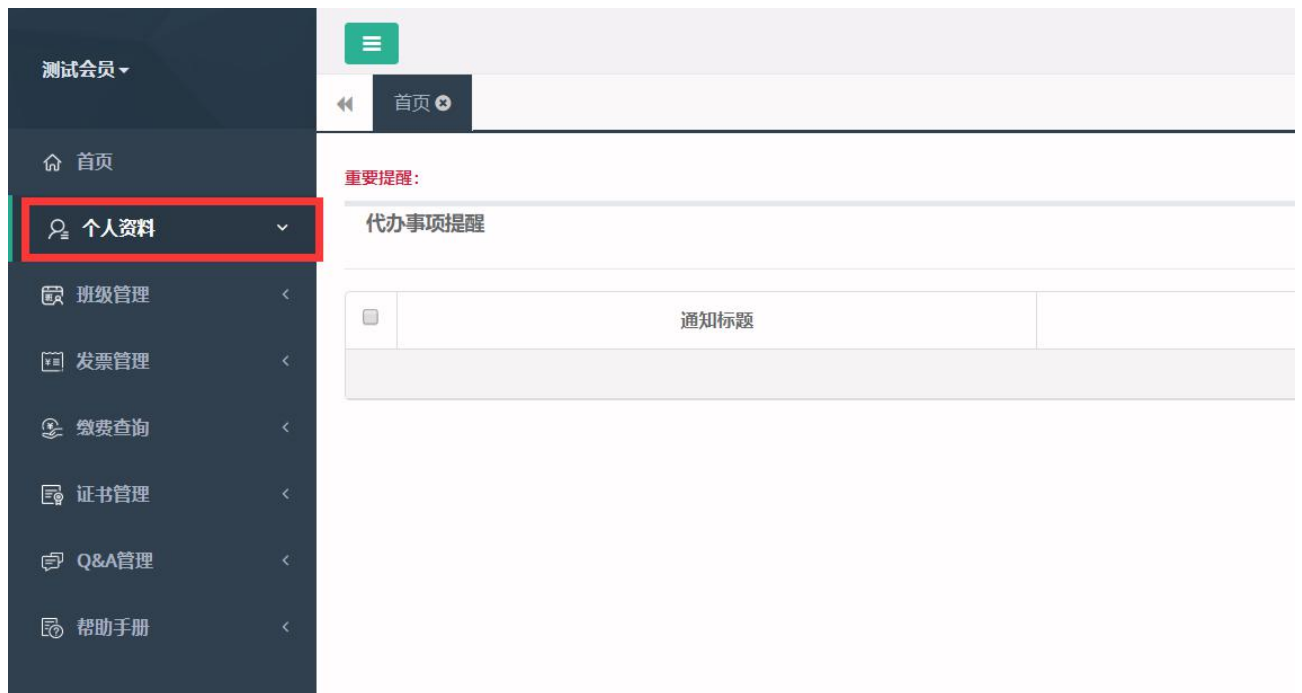 测试会员
首页
个人资料
班级管理
发票管理
缴费查询
证书管理
Q&A管理
帮助手册
首页
重要提醒：
代办事项提醒
通知标题